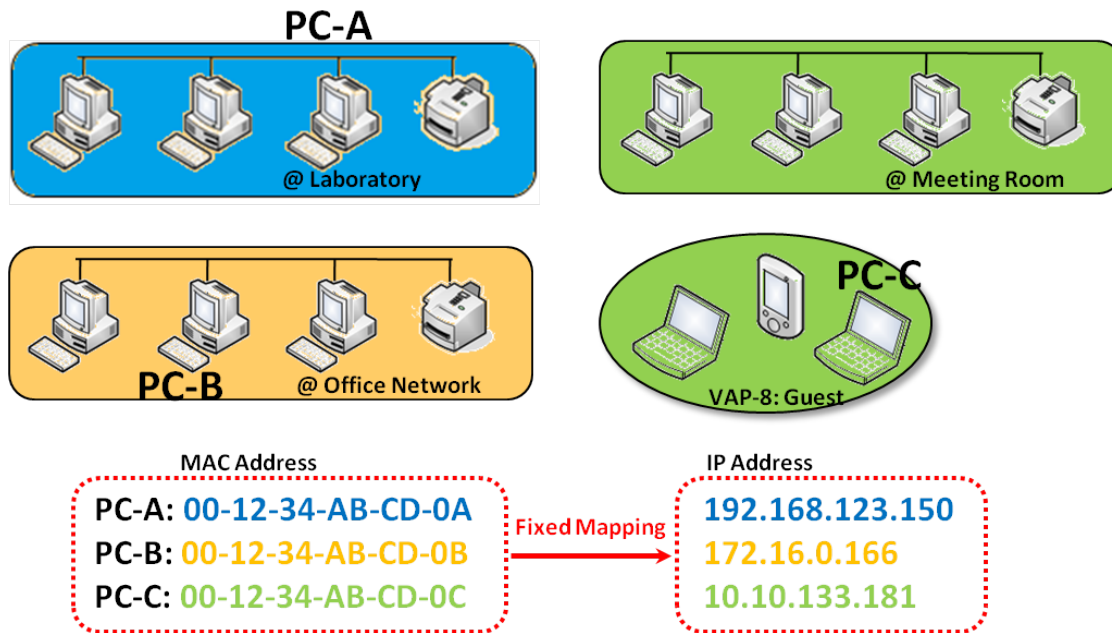 PC-A
@ Laboratory
@ Meeting Room
PC-B
@ Office Network
PC-C
VAP-8: Guest
MAC Address
PC-A: 00-12-34-AB-CD-0A
PC-B: 00-12-34-AB-CD-0B
PC-C: 00-12-34-AB-CD-0C
Fixed Mapping
IP Address
192.168.123.150
172.16.0.166
10.10.133.181